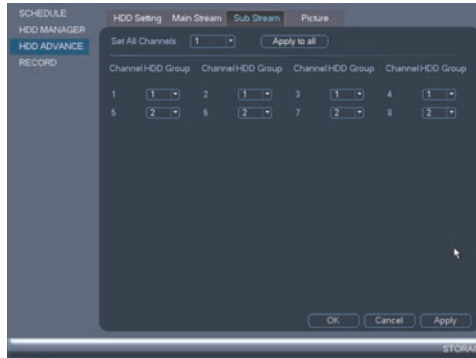 SCHEDULE
HDD MANAGER
HDD ADVANCE
RECORD
HDD Setting Main Stream Sub Stream Picture
Set All Channels 1 Apply to all
Channel HDD Group Channel HDD Group Channel HDD Group Channel HDD Group
1 1 2 1 3 1 4 1
5 2 6 2 7 2 8 2
OK Cancel Apply
STORA